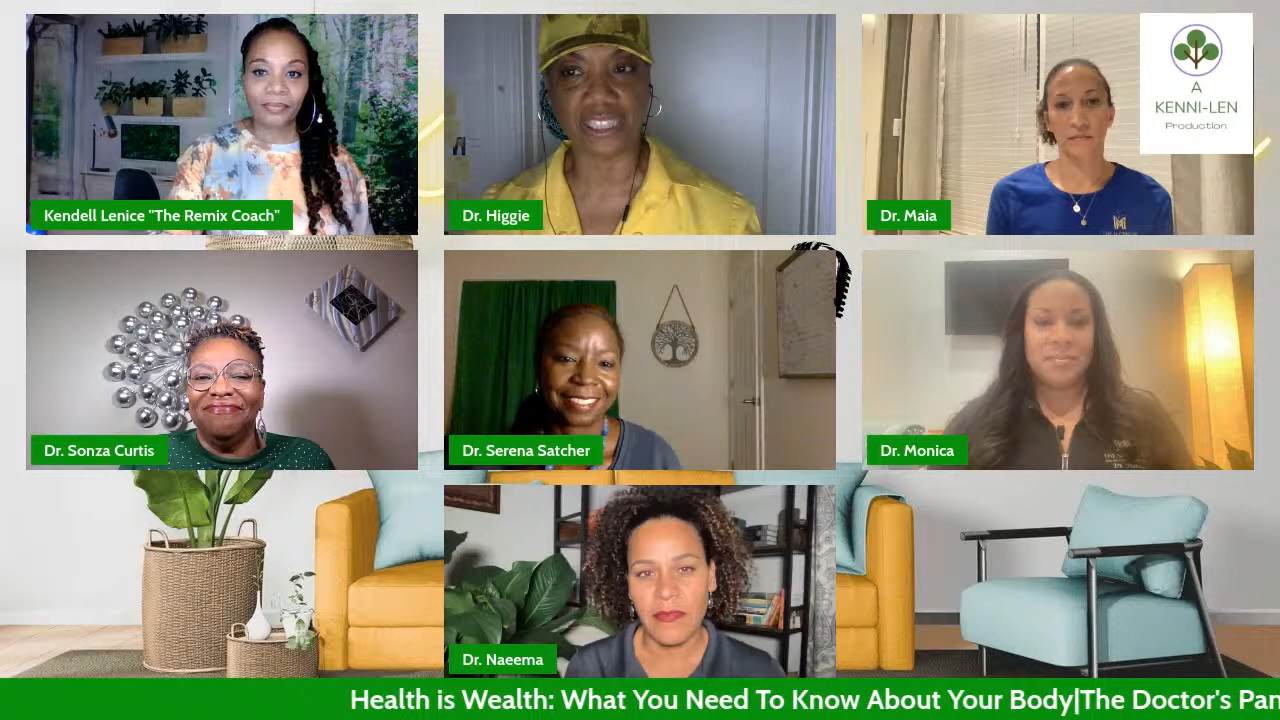 A
KENNI-LEN
Production
Kendell Lenice "The Remix Coach"
Dr. Higgie
Dr. Maia
Dr. Sonza Curtis
Dr. Serena Satcher
Dr. Monica
Dr. Naeema
Health is Wealth: What You Need To Know About Your Body|The Doctor's Pan